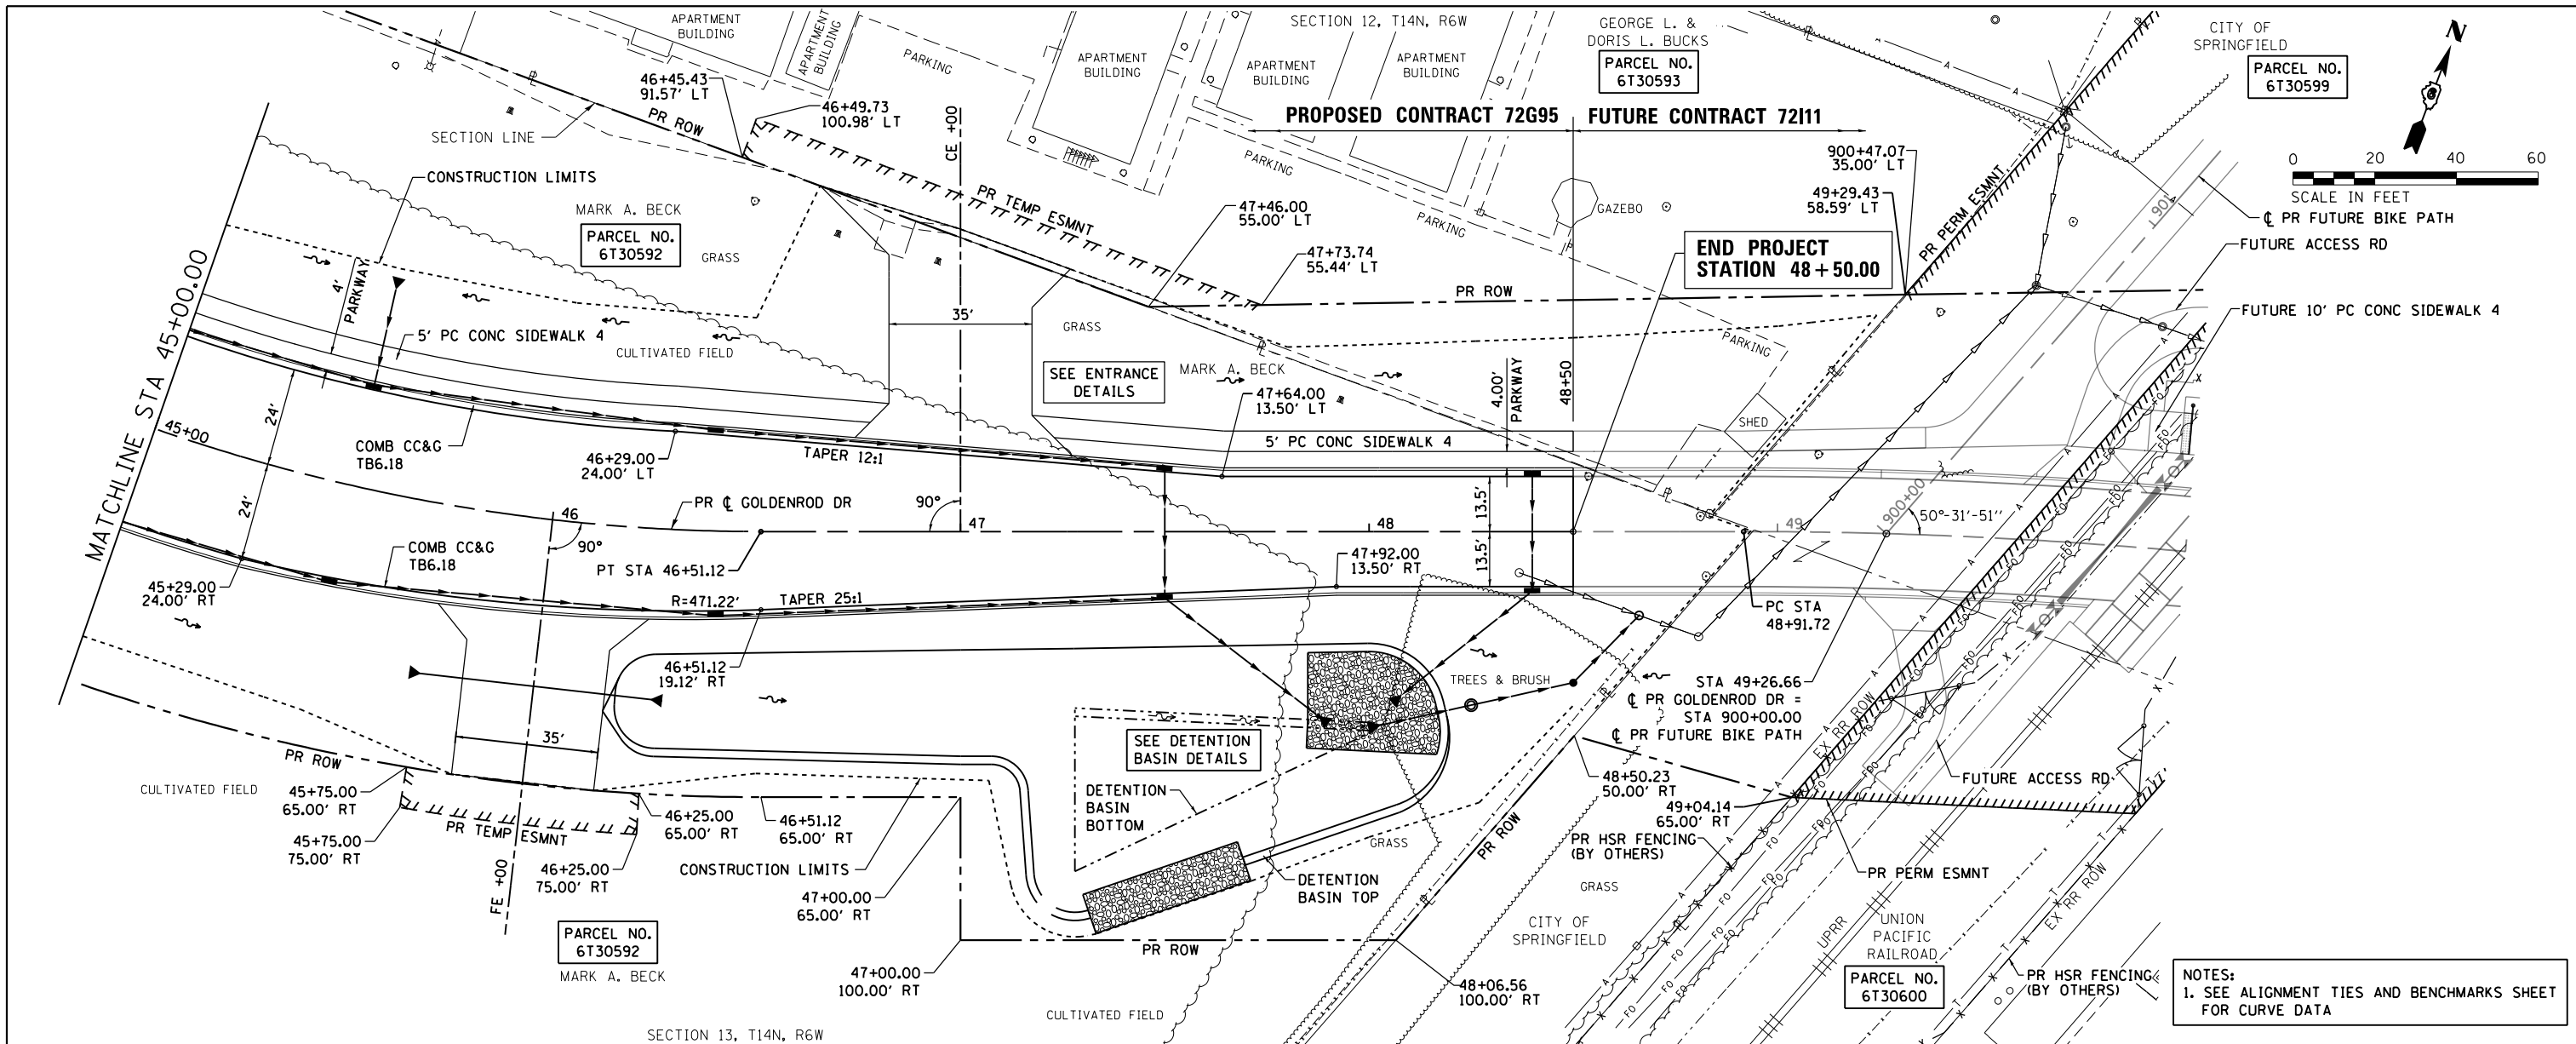 APARTMENT
BUILDING
APARTMENT
BUILDING
PARKING
APARTMENT
BUILDING
SECTION 12, T14N, R6W
APARTMENT
BUILDING
APARTMENT
BUILDING
GEORGE L. &
DORIS L. BUCKS
PARCEL NO.
6T30593
CITY OF
SPRINGFIELD
PARCEL NO.
6T30599
N
0 20 40 60
SCALE IN FEET
46+45.43
91.57' LT
46+49.73
100.98' LT
PR ROW
SECTION LINE
CE +00
PROPOSED CONTRACT 72G95
FUTURE CONTRACT 72I11
PARKING
PARKING
900+47.07
35.00' LT
49+29.43
58.59' LT
PR PERM ESMNT
901
℄ PR FUTURE BIKE PATH
FUTURE ACCESS RD
FUTURE 10' PC CONC SIDEWALK 4
CONSTRUCTION LIMITS
MARK A. BECK
PARCEL NO.
6T30592
GRASS
PR TEMP ESMNT
47+46.00
55.00' LT
47+73.74
55.44' LT
GAZEBO
END PROJECT
STATION 48+50.00
PR ROW
MATCHLINE STA 45+00.00
4'
PARKWAY
5' PC CONC SIDEWALK 4
CULTIVATED FIELD
35'
GRASS
SEE ENTRANCE
DETAILS
MARK A. BECK
47+64.00
13.50' LT
4.00'
PARKWAY
48+50
PARKING
SHED
24'
24'
45+00
COMB CC&G
TB6.18
46+29.00
24.00' LT
TAPER 12:1
5' PC CONC SIDEWALK 4
PR ℄ GOLDENROD DR
90°
46
47
48
49
900+00
50°-31'-51''
13.5'
13.5'
COMB CC&G
TB6.18
90°
PT STA 46+51.12
47+92.00
13.50' RT
45+29.00
24.00' RT
R=471.22'
TAPER 25:1
PC STA
48+91.72
46+51.12
19.12' RT
TREES & BRUSH
STA 49+26.66
℄ PR GOLDENROD DR =
STA 900+00.00
℄ PR FUTURE BIKE PATH
EX RR ROW
FUTURE ACCESS RD
35'
SEE DETENTION
BASIN DETAILS
DETENTION
BASIN
BOTTOM
PR ROW
CULTIVATED FIELD
45+75.00
65.00' RT
45+75.00
75.00' RT
PR TEMP ESMNT
46+25.00
65.00' RT
46+25.00
75.00' RT
46+51.12
65.00' RT
CONSTRUCTION LIMITS
47+00.00
65.00' RT
FE +00
48+50.23
50.00' RT
49+04.14
65.00' RT
PR HSR FENCING
(BY OTHERS)
PR PERM ESMNT
GRASS
PR ROW
DETENTION
BASIN TOP
GRASS
PARCEL NO.
6T30592
MARK A. BECK
PR ROW
47+00.00
100.00' RT
48+06.56
100.00' RT
CITY OF
SPRINGFIELD
UPRR
UNION
PACIFIC
RAILROAD
PARCEL NO.
6T30600
EX RR ROW
PR HSR FENCING
(BY OTHERS)
CULTIVATED FIELD
SECTION 13, T14N, R6W
NOTES:
1. SEE ALIGNMENT TIES AND BENCHMARKS SHEET
FOR CURVE DATA